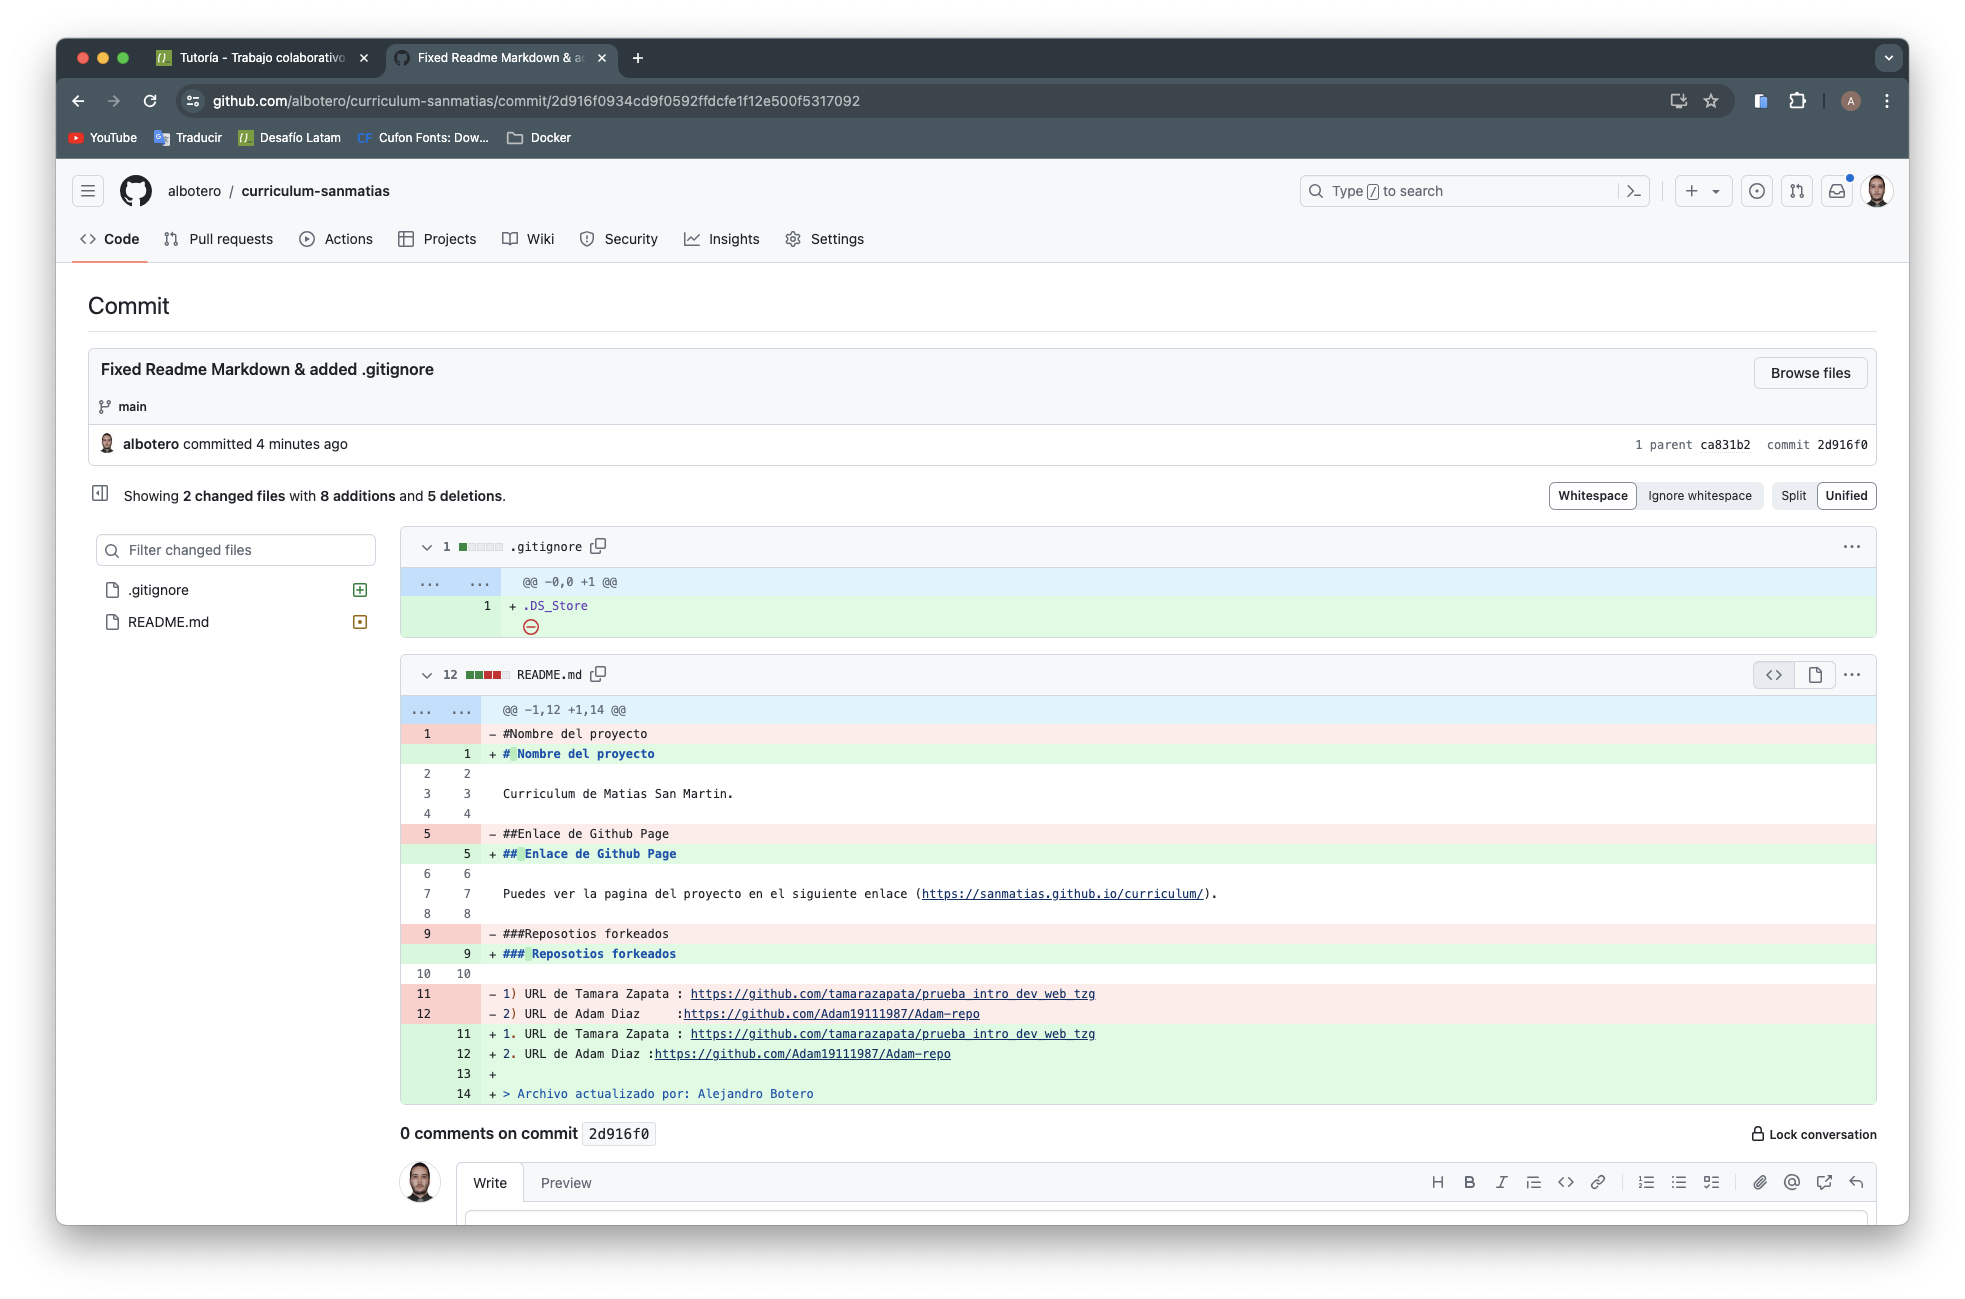 Tutoría - Trabajo colaborativo
Fixed Readme Markdown & ad
github.com/albotero/curriculum-sanmatias/commit/2d916f0934cd9f0592ffdcfe1f12e500f5317092
A
YouTube
Traducir
Desafío Latam
CF Cufon Fonts: Dow...
Docker
albotero / curriculum-sanmatias
Type / to search
Code
Pull requests
Actions
Projects
Wiki
Security
Insights
Settings
Commit
Fixed Readme Markdown & added .gitignore
Browse files
main
albotero committed 4 minutes ago
1 parent ca831b2 commit 2d916f0
Showing 2 changed files with 8 additions and 5 deletions.
Whitespace Ignore whitespace
Split Unified
Filter changed files
.gitignore
README.md
1 .gitignore
... ... @@ -0,0 +1 @@
1 + .DS_Store
12 README.md
... ... @@ -1,12 +1,14 @@
1 - #Nombre del proyecto
1 + # Nombre del proyecto
2 2
3 3 Curriculum de Matias San Martin.
4 4
5 - ##Enlace de Github Page
5 + ## Enlace de Github Page
6 6
7 7 Puedes ver la pagina del proyecto en el siguiente enlace (https://sanmatias.github.io/curriculum/).
8 8
9 - ###Reposotios forkeados
9 + ### Reposotios forkeados
10 10
11 - 1) URL de Tamara Zapata : https://github.com/tamarazapata/prueba_intro_dev_web_tzg
12 - 2) URL de Adam Diaz     :https://github.com/Adam19111987/Adam-repo
11 + 1. URL de Tamara Zapata : https://github.com/tamarazapata/prueba_intro_dev_web_tzg
12 + 2. URL de Adam Diaz :https://github.com/Adam19111987/Adam-repo
13 +
14 + > Archivo actualizado por: Alejandro Botero
0 comments on commit 2d916f0
Lock conversation
Write
Preview